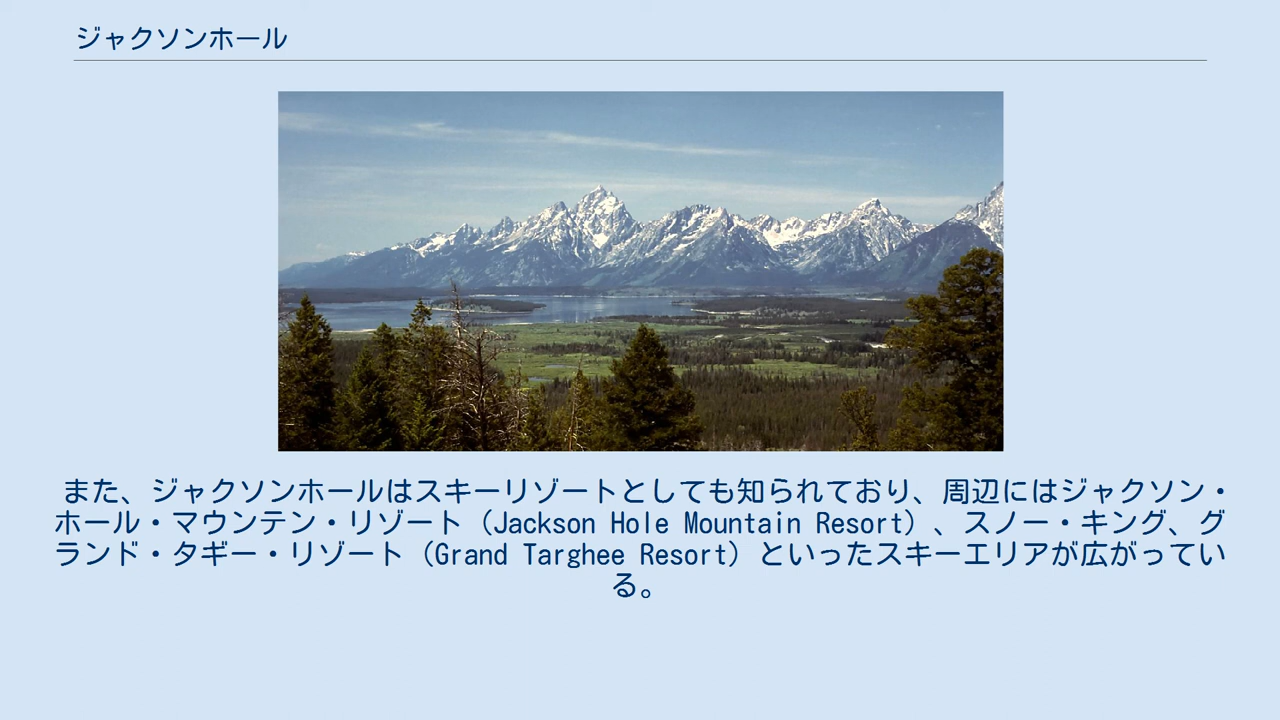 ジャクソンホール
また、ジャクソンホールはスキーリゾートとしても知られており、周辺にはジャクソン・
ホール・マウンテン・リゾート（Jackson Hole Mountain Resort）、スノー・キング、グ
ランド・タギー・リゾート（Grand Targhee Resort）といったスキーエリアが広がってい
る。